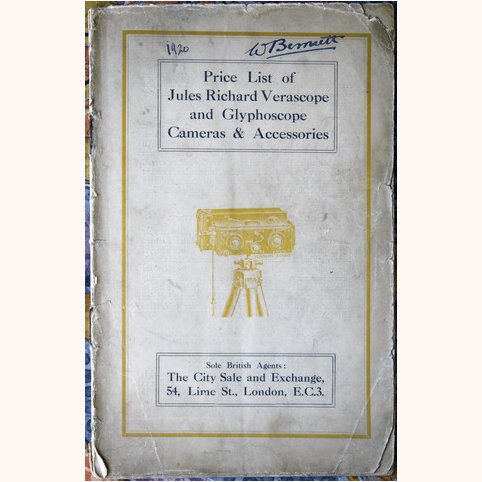 1920
W Bennett
Price List of
Jules Richard Verascope
and Glyphoscope
Cameras & Accessories
Sole British Agents:
The City Sale and Exchange,
54, Lime St., London, E.C.3.